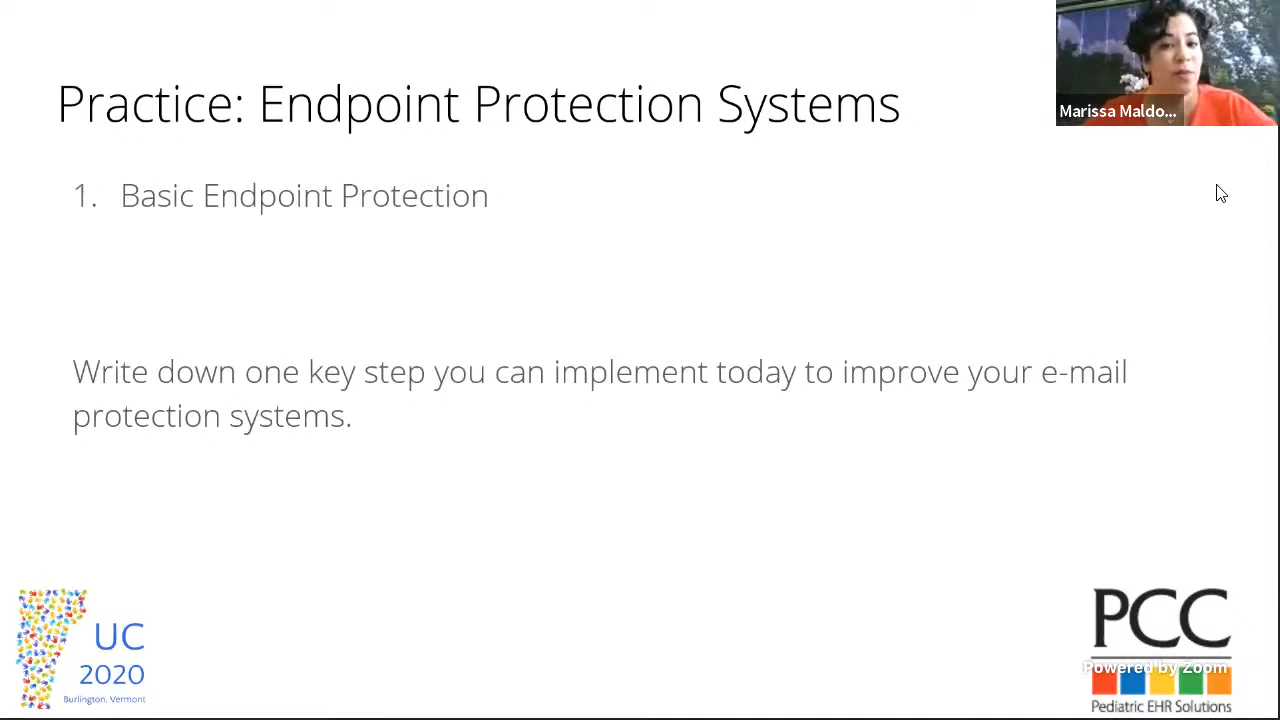 Practice: Endpoint Protection Systems
Marissa Maldo...
1. Basic Endpoint Protection
Write down one key step you can implement today to improve your e-mail
protection systems.
UC
2020
Burlington, Vermont
PCC
Powered by Zoom
Pediatric EHR Solutions